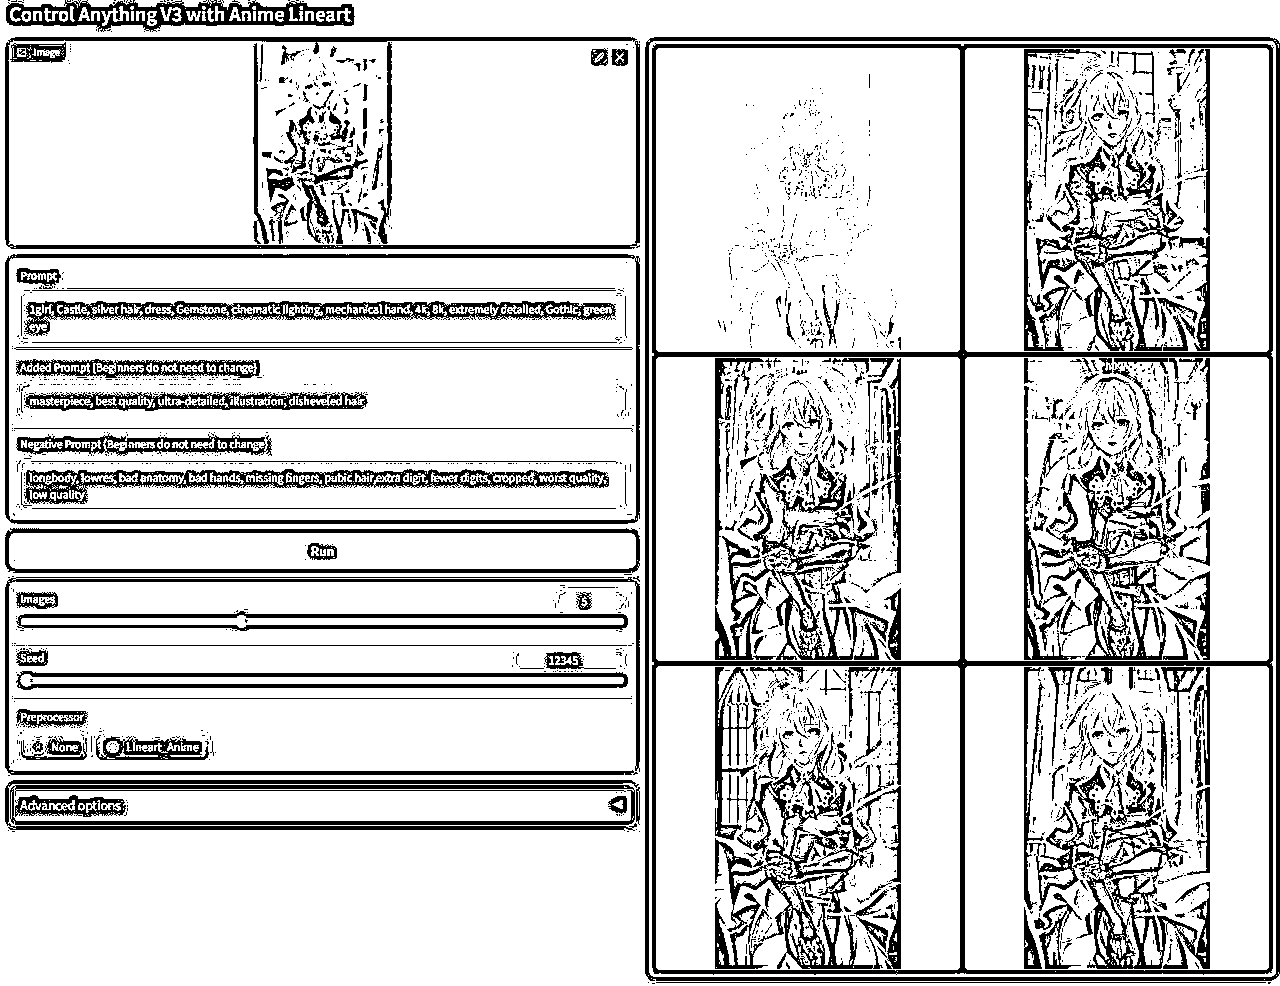 Control Anything V3 with Anime Lineart
Image
Prompt
1girl, Castle, silver hair, dress, Gemstone, cinematic lighting, mechanical hand, 4k, 8k, extremely detailed, Gothic, green
eye
Added Prompt (Beginners do not need to change)
masterpiece, best quality, ultra-detailed, illustration, disheveled hair
Negative Prompt (Beginners do not need to change)
longbody, lowres, bad anatomy, bad hands, missing fingers, pubic hair,extra digit, fewer digits, cropped, worst quality,
low quality
Run
Images
5
Seed
12345
Preprocessor
None
Lineart_Anime
Advanced options